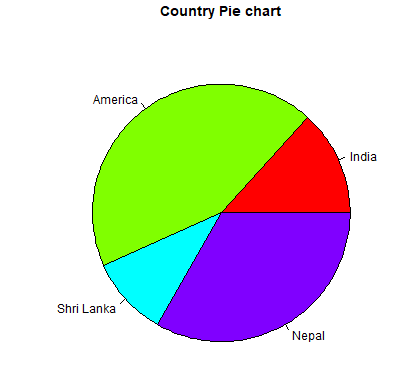 Country Pie chart
America
India
Shri Lanka
Nepal